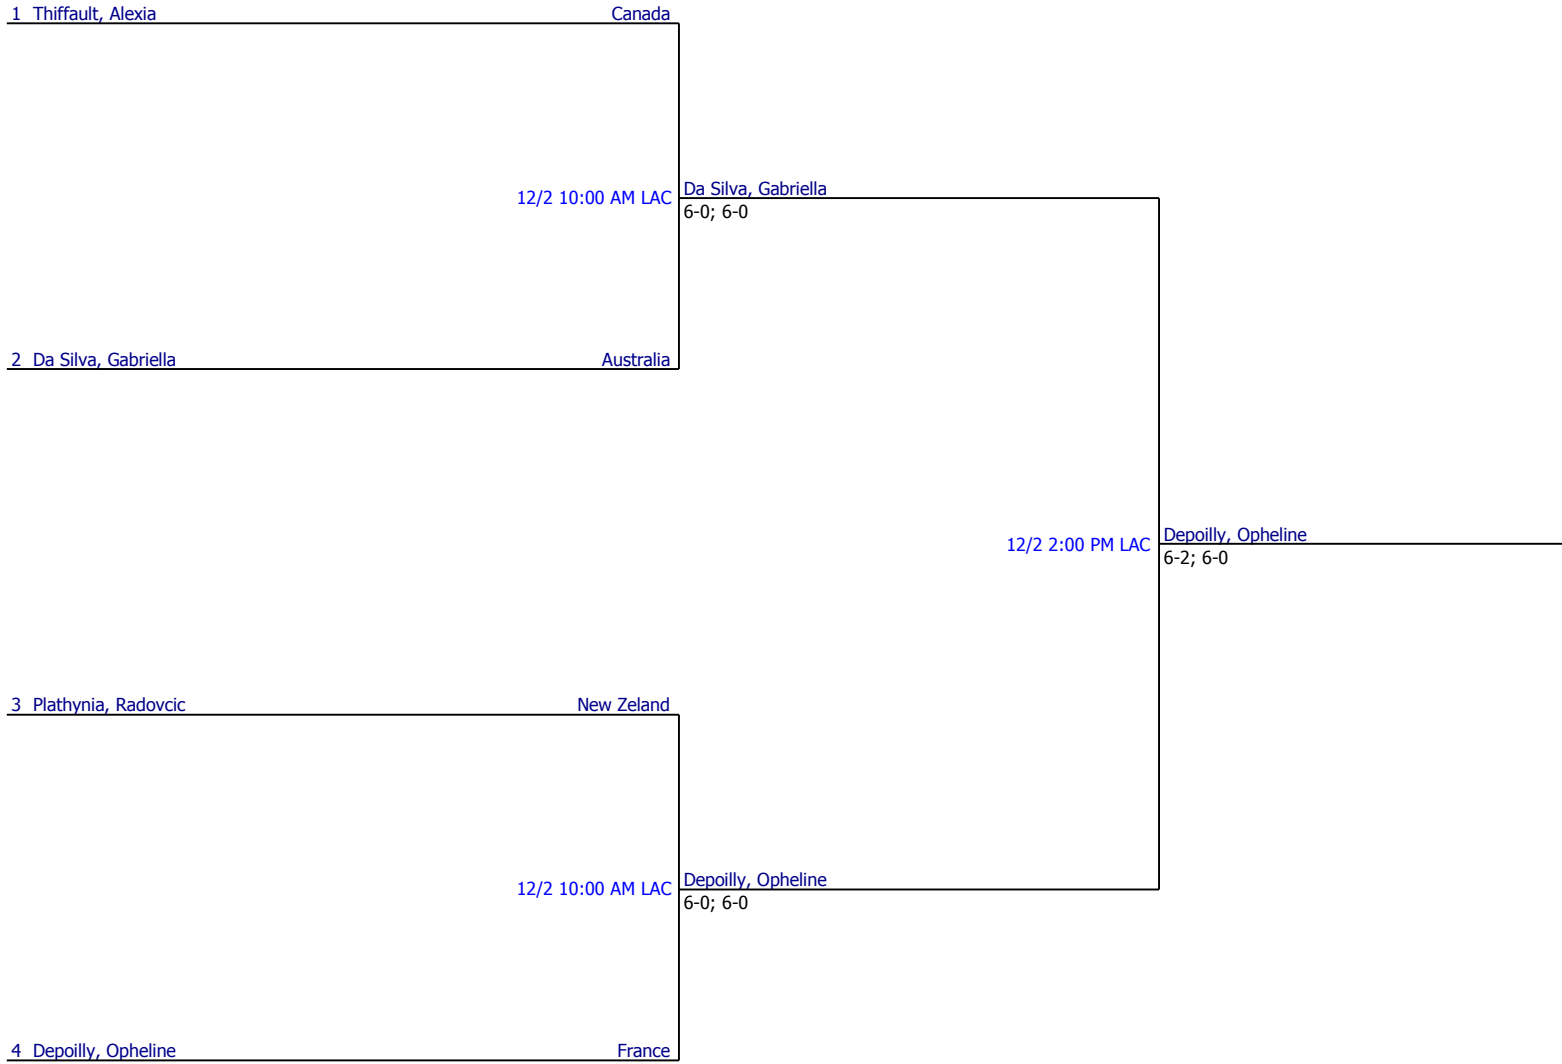 1 Thiffault, Alexia Canada
12/2 10:00 AM LAC Da Silva, Gabriella
6-0; 6-0
2 Da Silva, Gabriella Australia
12/2 2:00 PM LAC Depoilly, Opheline
6-2; 6-0
3 Plathynia, Radovcic New Zeland
12/2 10:00 AM LAC Depoilly, Opheline
6-0; 6-0
4 Depoilly, Opheline France